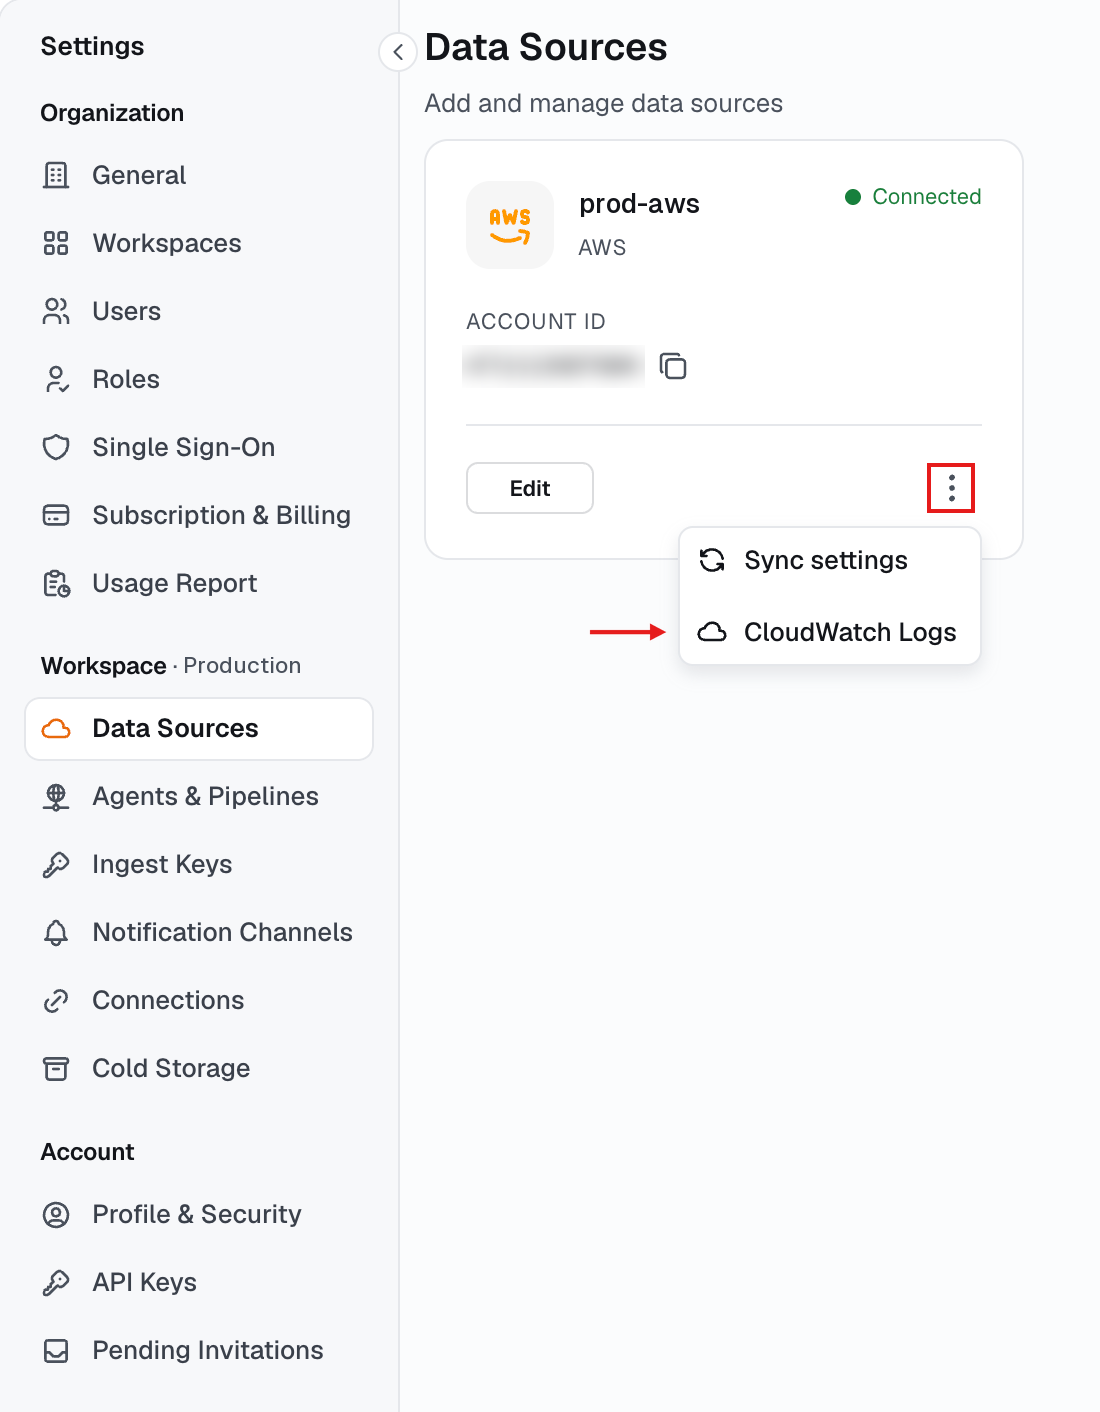 Settings
Organization
General
Workspaces
Users
Roles
Single Sign-On
Subscription & Billing
Usage Report
Workspace · Production
Data Sources
Agents & Pipelines
Ingest Keys
Notification Channels
Connections
Cold Storage
Account
Profile & Security
API Keys
Pending Invitations
Data Sources
Add and manage data sources
AWS
prod-aws
Connected
AWS
ACCOUNT ID
Edit
Sync settings
CloudWatch Logs